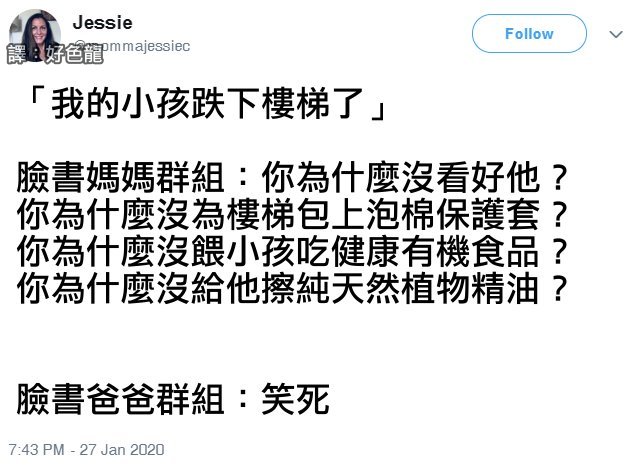 Jessie
譯：好色龍
mmajessiec
Follow
「我的小孩跌下樓梯了」
臉書媽媽群組：你為什麼沒看好他？
你為什麼沒為樓梯包上泡棉保護套？
你為什麼沒餵小孩吃健康有機食品？
你為什麼沒給他擦純天然植物精油？
臉書爸爸群組：笑死
7:43 PM - 27 Jan 2020